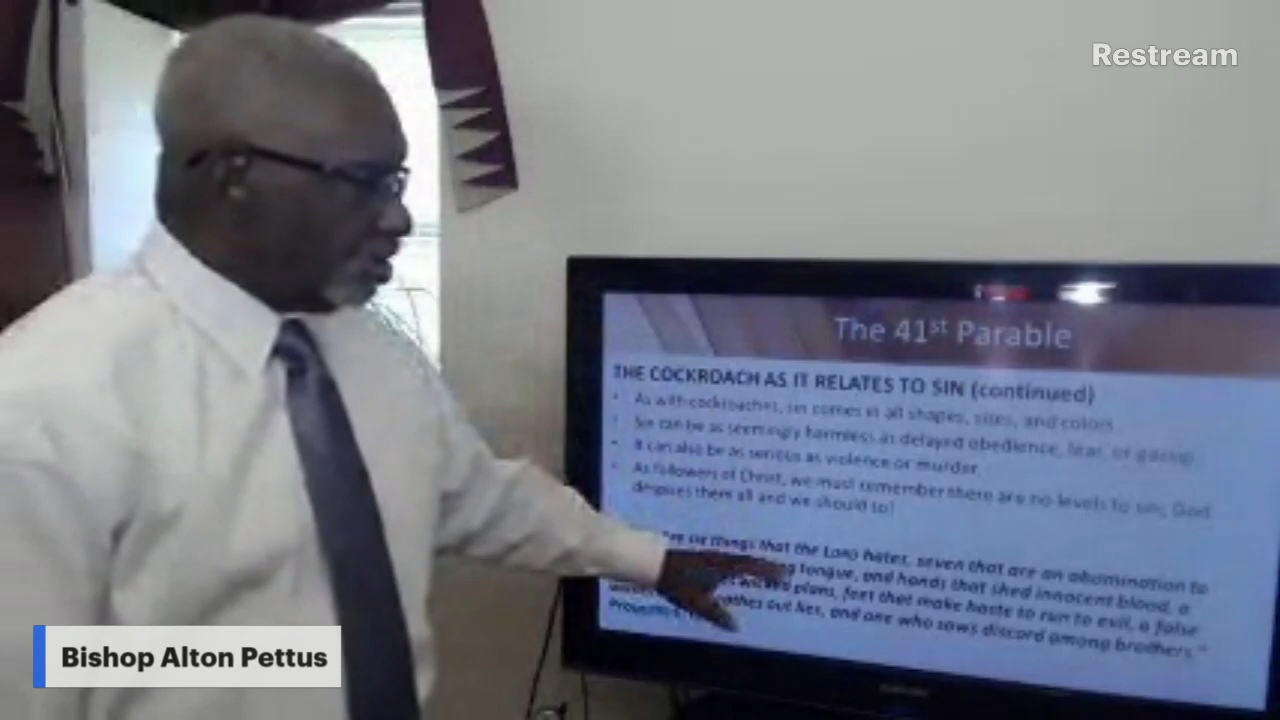 Restream
The 41st Parable
THE COCKROACH AS IT RELATES TO SIN (continued)
As with cockroaches, sin comes in all shapes, sizes, and colors
Sin can be as seemingly harmless as delayed obedience, fear, or gossip
It can also be as serious as violence or murder
As followers of Christ, we must remember there are no levels to sin; God
despises them all and we should to!
six things that the LORD hates, seven that are an abomination to
tongue, and hands that shed innocent blood, a
wicked plans, feet that make haste to run to evil, a false
out lies, and one who sows discord among brothers."
Proverbs
Bishop Alton Pettus